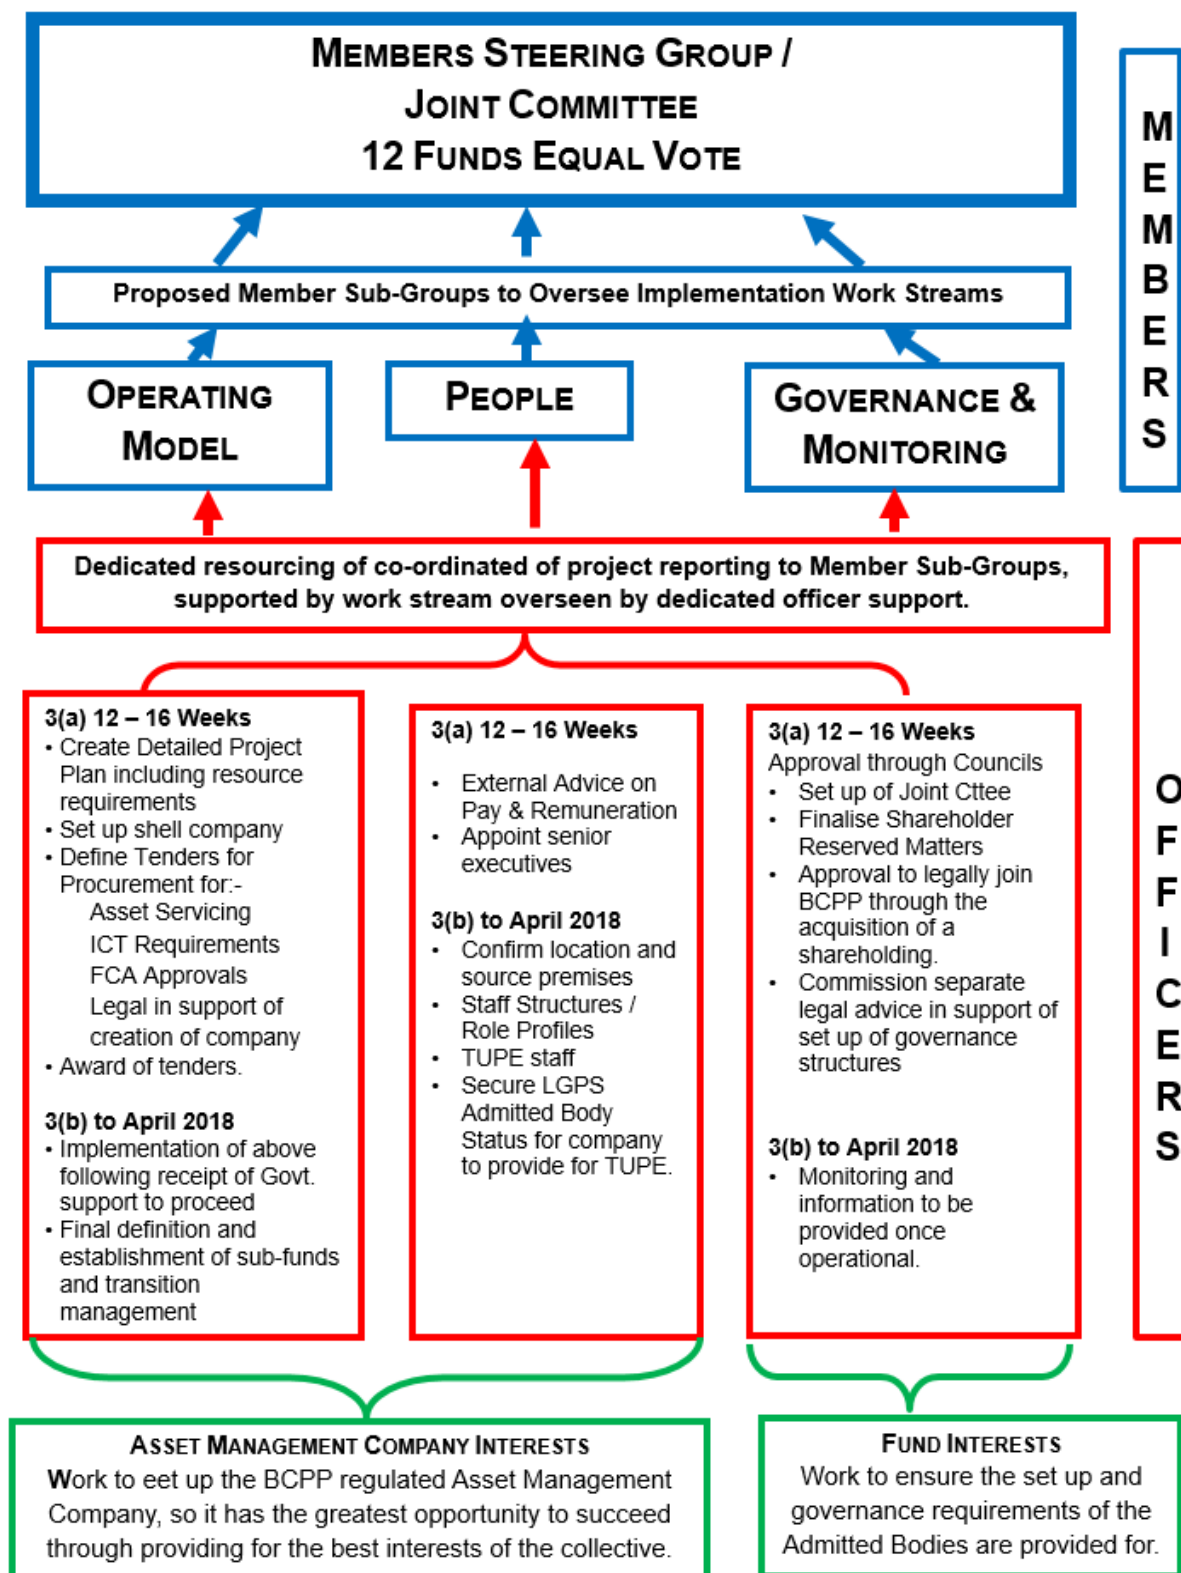 MEMBERS STEERING GROUP /
JOINT COMMITTEE
12 FUNDS EQUAL VOTE
MEMBERS
Proposed Member Sub-Groups to Oversee Implementation Work Streams
OPERATING
MODEL
PEOPLE
GOVERNANCE &
MONITORING
Dedicated resourcing of co-ordinated of project reporting to Member Sub-Groups,
supported by work stream overseen by dedicated officer support.
OFFICERS
3(a) 12 – 16 Weeks
• Create Detailed Project
Plan including resource
requirements
• Set up shell company
• Define Tenders for
Procurement for:-
Asset Servicing
ICT Requirements
FCA Approvals
Legal in support of
creation of company
• Award of tenders.
3(b) to April 2018
• Implementation of above
following receipt of Govt.
support to proceed
• Final definition and
establishment of sub-funds
and transition
management
3(a) 12 – 16 Weeks
• External Advice on
Pay & Remuneration
• Appoint senior
executives
3(b) to April 2018
• Confirm location and
source premises
• Staff Structures /
Role Profiles
• TUPE staff
• Secure LGPS
Admitted Body
Status for company
to provide for TUPE.
3(a) 12 – 16 Weeks
Approval through Councils
• Set up of Joint Cttee
• Finalise Shareholder
Reserved Matters
• Approval to legally join
BCPP through the
acquisition of a
shareholding.
• Commission separate
legal advice in support of
set up of governance
structures
3(b) to April 2018
• Monitoring and
information to be
provided once
operational.
ASSET MANAGEMENT COMPANY INTERESTS
Work to eet up the BCPP regulated Asset Management
Company, so it has the greatest opportunity to succeed
through providing for the best interests of the collective.
FUND INTERESTS
Work to ensure the set up and
governance requirements of the
Admitted Bodies are provided for.